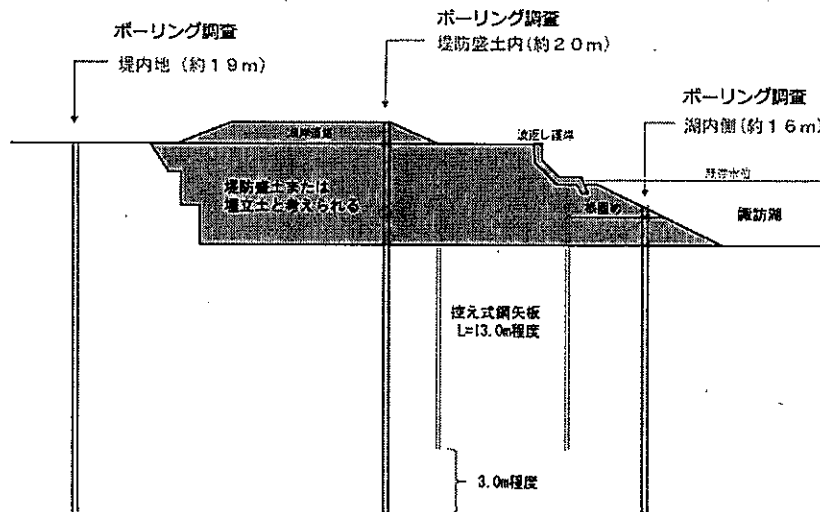 ボーリング調査
堤内地 (約19m)
ボーリング調査
堤防盛土内(約20m)
ボーリング調査
湖内側(約16m)
波返し護岸
堤防盛土または
埋立土と考えられる
根固め
諏訪湖
控え式鋼矢板
L=13.0m程度
3.0m程度